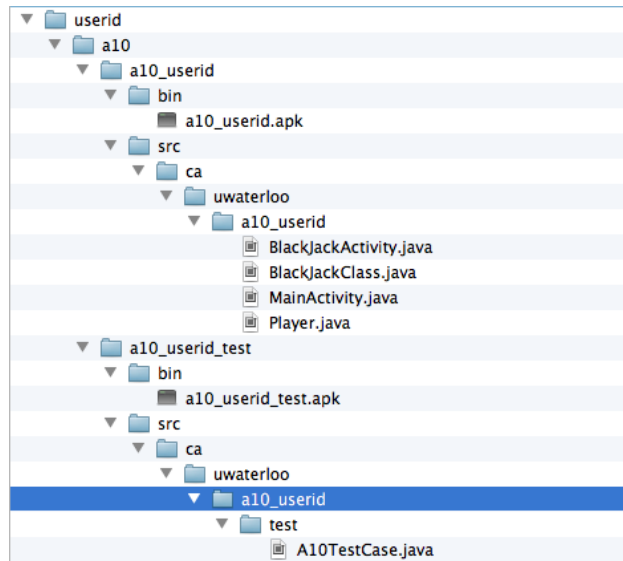 userid
a10
a10_userid
bin
a10_userid.apk
src
ca
uwaterloo
a10_userid
BlackJackActivity.java
BlackJackClass.java
MainActivity.java
Player.java
a10_userid_test
bin
a10_userid_test.apk
src
ca
uwaterloo
a10_userid
test
A10TestCase.java